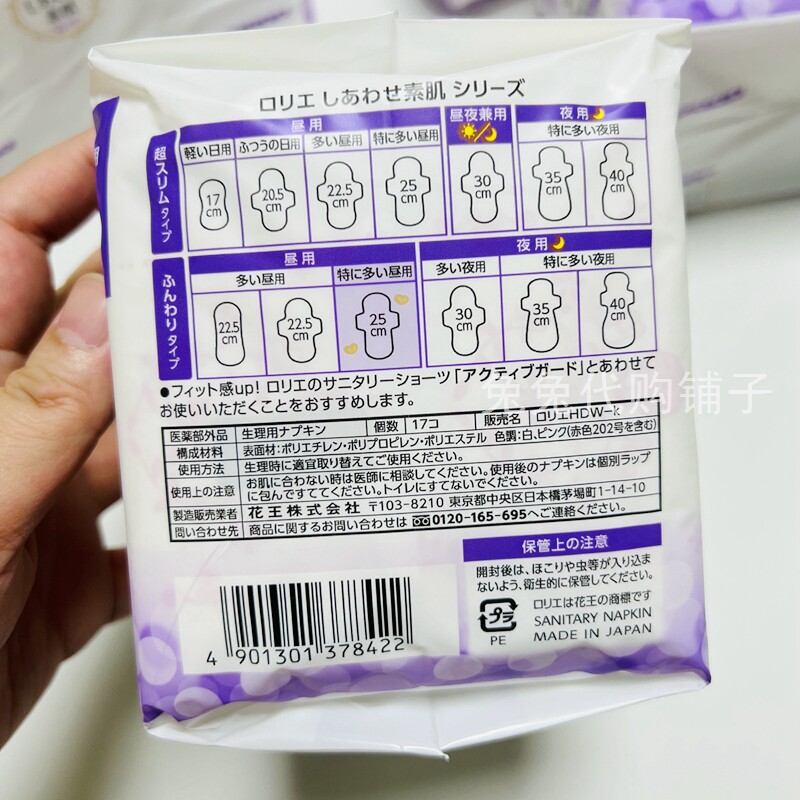 ロリエ しあわせ素肌 シリーズ
超スリムタイプ
昼用
昼夜兼用
夜用
軽い日用 ふつうの日用 多い昼用 特に多い昼用
特に多い夜用
17cm 20.5cm 22.5cm 25cm 30cm 35cm 40cm
ふんわりタイプ
昼用
夜用
多い昼用 特に多い昼用 多い夜用 特に多い夜用
22.5cm 22.5cm 25cm 30cm 35cm 40cm
●フィット感up! ロリエのサニタリーショーツ「アクティブガード」とあわせて
お使いいただくことをおすすめします。
医薬部外品 生理用ナプキン 個数 17コ 販売名 ロリエHDW-k
構成材料 表面材:ポリエチレン・ポリプロピレン・ポリエステル 色調:白、ピンク(赤色202号を含む)
使用方法 生理時に適宜取り替えてご使用ください。
使用上の注意 お肌に合わない時は医師に相談してください。使用後のナプキンは個別ラップ
に包んですててください。トイレにすてないでください。
製造販売業者 花王株式会社 〒103-8210 東京都中央区日本橋茅場町1-14-10
問い合わせ先 商品に関するお問い合わせは 0120-165-695へご連絡ください。
保管上の注意
開封後は、ほこりや虫等が入り込ま
ないよう、衛生的に保管してください。
プラ
PE
ロリエは花王の商標です
SANITARY NAPKIN
MADE IN JAPAN
4 901301 378422
兔兔代购铺子
兔兔代购铺子